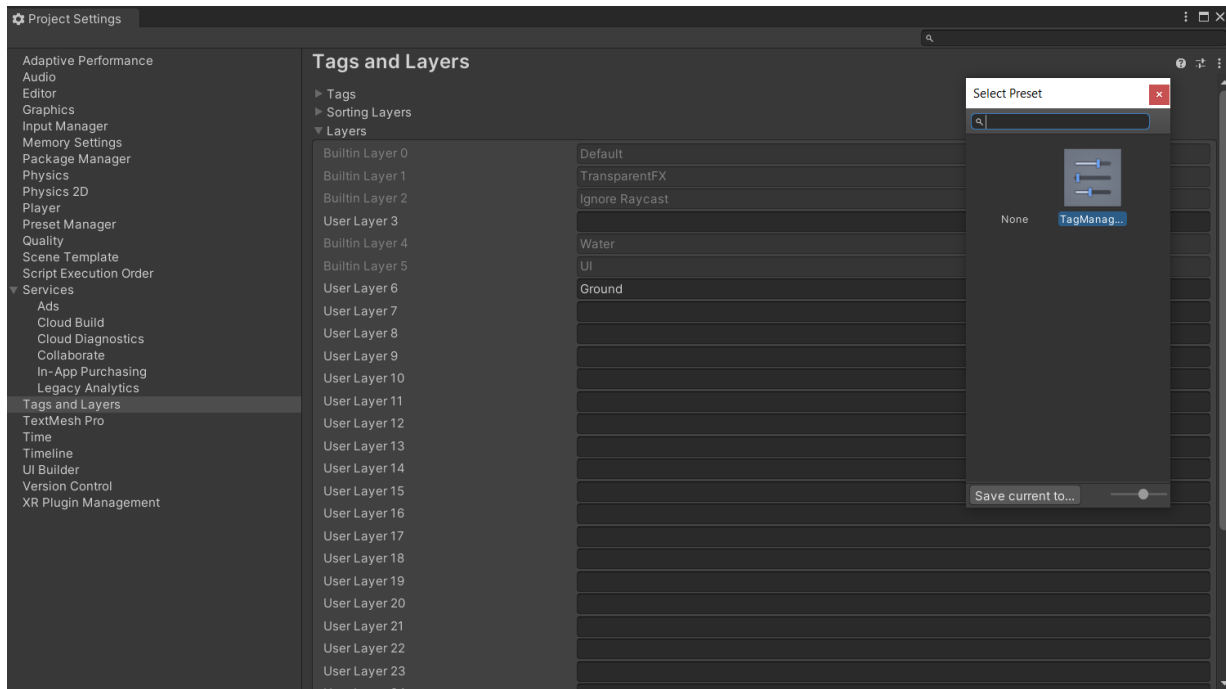 Project Settings
Adaptive Performance
Audio
Editor
Graphics
Input Manager
Memory Settings
Package Manager
Physics
Physics 2D
Player
Preset Manager
Quality
Scene Template
Script Execution Order
Services
Ads
Cloud Build
Cloud Diagnostics
Collaborate
In-App Purchasing
Legacy Analytics
Tags and Layers
TextMesh Pro
Time
Timeline
UI Builder
Version Control
XR Plugin Management
Tags and Layers
Tags
Sorting Layers
Layers
Builtin Layer 0 Default
Builtin Layer 1 TransparentFX
Builtin Layer 2 Ignore Raycast
User Layer 3
Builtin Layer 4 Water
Builtin Layer 5 UI
User Layer 6 Ground
User Layer 7
User Layer 8
User Layer 9
User Layer 10
User Layer 11
User Layer 12
User Layer 13
User Layer 14
User Layer 15
User Layer 16
User Layer 17
User Layer 18
User Layer 19
User Layer 20
User Layer 21
User Layer 22
User Layer 23
Select Preset
None TagManag...
Save current to...